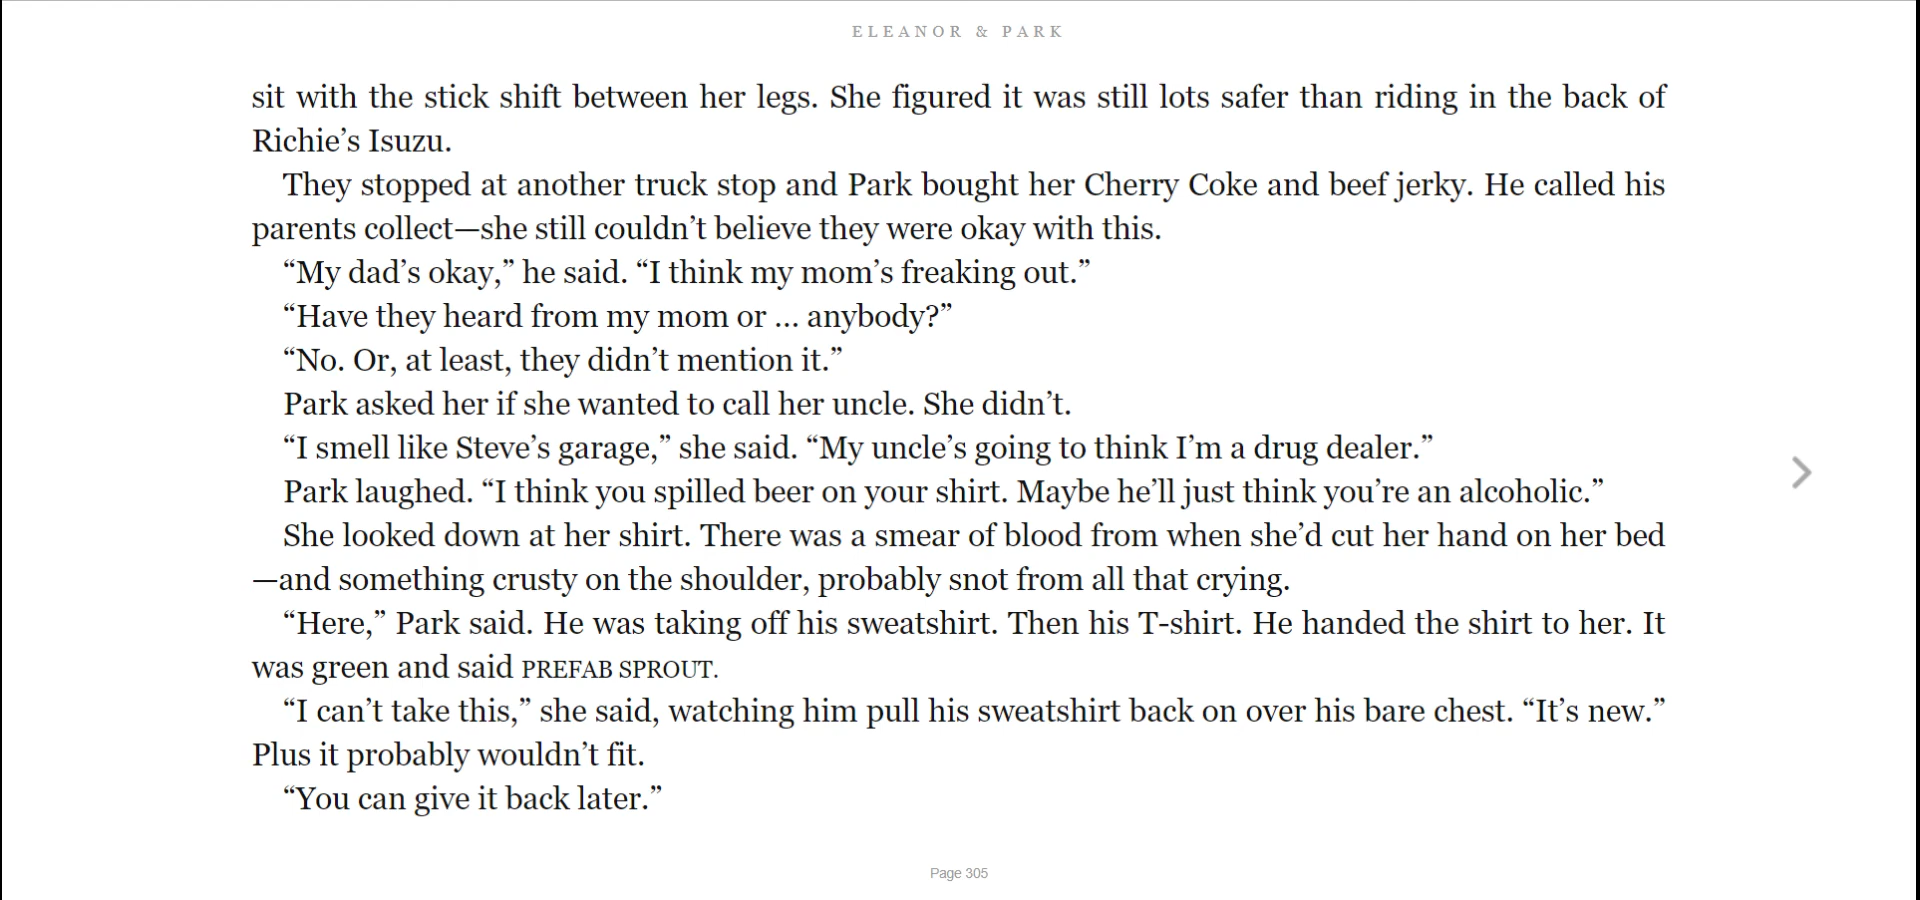 ELEANOR & PARK
sit with the stick shift between her legs. She figured it was still lots safer than riding in the back of
Richie’s Isuzu.
They stopped at another truck stop and Park bought her Cherry Coke and beef jerky. He called his
parents collect—she still couldn’t believe they were okay with this.
“My dad’s okay,” he said. “I think my mom’s freaking out.”
“Have they heard from my mom or ... anybody?”
“No. Or, at least, they didn’t mention it.”
Park asked her if she wanted to call her uncle. She didn’t.
“I smell like Steve’s garage,” she said. “My uncle’s going to think I’m a drug dealer.”
Park laughed. “I think you spilled beer on your shirt. Maybe he’ll just think you’re an alcoholic.”
She looked down at her shirt. There was a smear of blood from when she’d cut her hand on her bed
—and something crusty on the shoulder, probably snot from all that crying.
“Here,” Park said. He was taking off his sweatshirt. Then his T-shirt. He handed the shirt to her. It
was green and said PREFAB SPROUT.
“I can’t take this,” she said, watching him pull his sweatshirt back on over his bare chest. “It’s new.”
Plus it probably wouldn’t fit.
“You can give it back later.”
Page 305